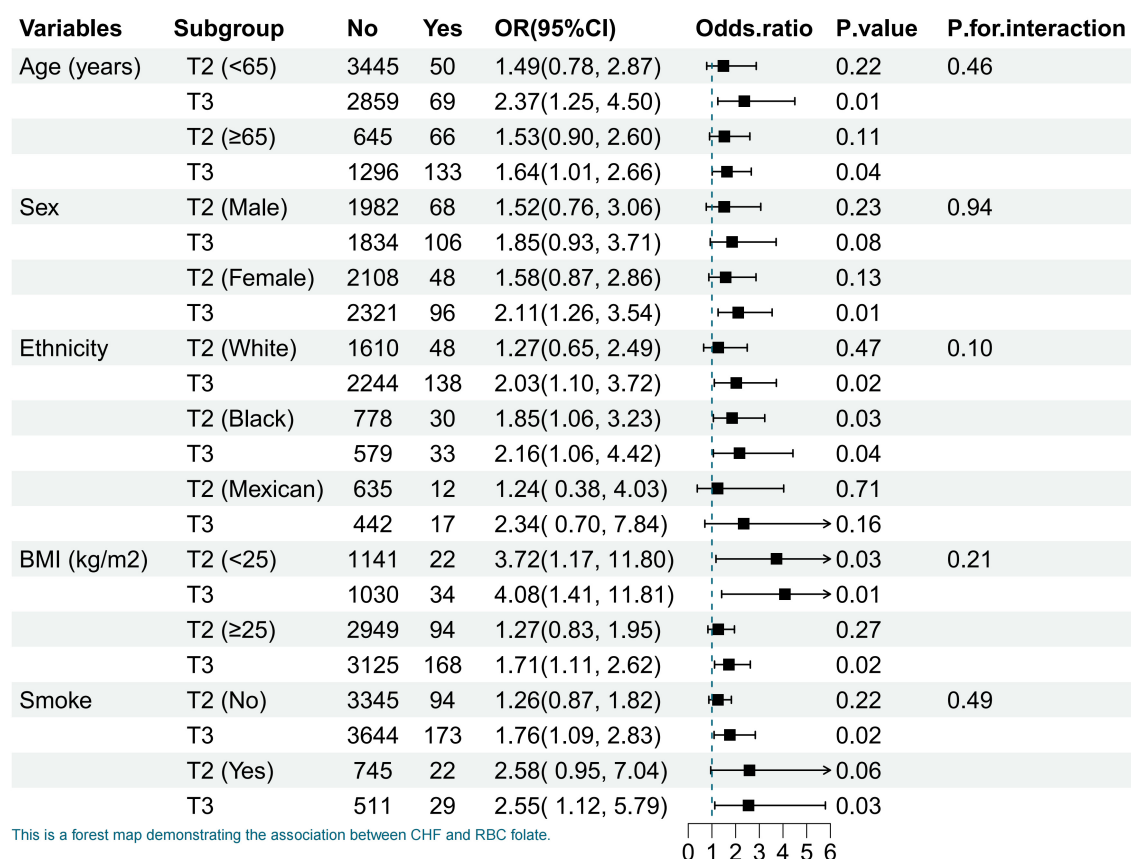 Variables Subgroup No Yes OR(95%CI) Odds.ratio P.value P.for.interaction
Age (years) T2 (<65) 3445 50 1.49(0.78, 2.87) 0.22 0.46
T3 2859 69 2.37(1.25, 4.50) 0.01
T2 (≥65) 645 66 1.53(0.90, 2.60) 0.11
T3 1296 133 1.64(1.01, 2.66) 0.04
Sex T2 (Male) 1982 68 1.52(0.76, 3.06) 0.23 0.94
T3 1834 106 1.85(0.93, 3.71) 0.08
T2 (Female) 2108 48 1.58(0.87, 2.86) 0.13
T3 2321 96 2.11(1.26, 3.54) 0.01
Ethnicity T2 (White) 1610 48 1.27(0.65, 2.49) 0.47 0.10
T3 2244 138 2.03(1.10, 3.72) 0.02
T2 (Black) 778 30 1.85(1.06, 3.23) 0.03
T3 579 33 2.16(1.06, 4.42) 0.04
T2 (Mexican) 635 12 1.24( 0.38, 4.03) 0.71
T3 442 17 2.34( 0.70, 7.84) 0.16
BMI (kg/m2) T2 (<25) 1141 22 3.72(1.17, 11.80) 0.03 0.21
T3 1030 34 4.08(1.41, 11.81) 0.01
T2 (≥25) 2949 94 1.27(0.83, 1.95) 0.27
T3 3125 168 1.71(1.11, 2.62) 0.02
Smoke T2 (No) 3345 94 1.26(0.87, 1.82) 0.22 0.49
T3 3644 173 1.76(1.09, 2.83) 0.02
T2 (Yes) 745 22 2.58( 0.95, 7.04) 0.06
T3 511 29 2.55( 1.12, 5.79) 0.03
This is a forest map demonstrating the association between CHF and RBC folate.
0 1 2 3 4 5 6